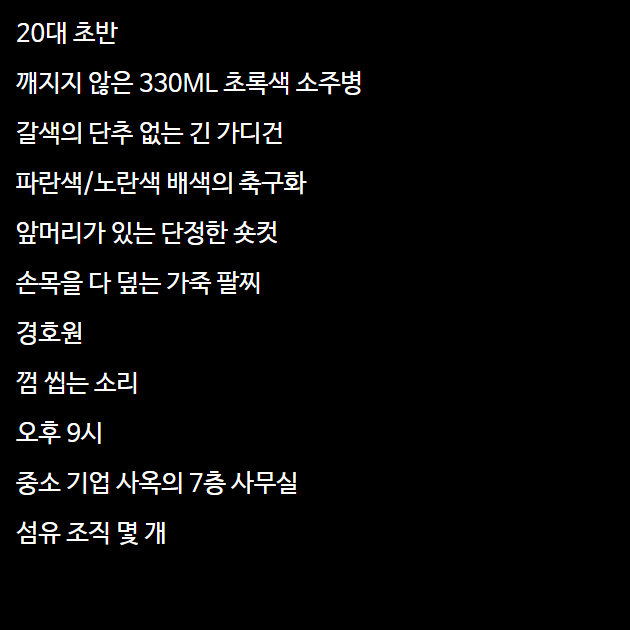 20대 초반
깨지지 않은 330ML 초록색 소주병
갈색의 단추 없는 긴 가디건
파란색/노란색 배색의 축구화
앞머리가 있는 단정한 숏컷
손목을 다 덮는 가죽 팔찌
경호원
껌 씹는 소리
오후 9시
중소 기업 사옥의 7층 사무실
섬유 조직 몇 개